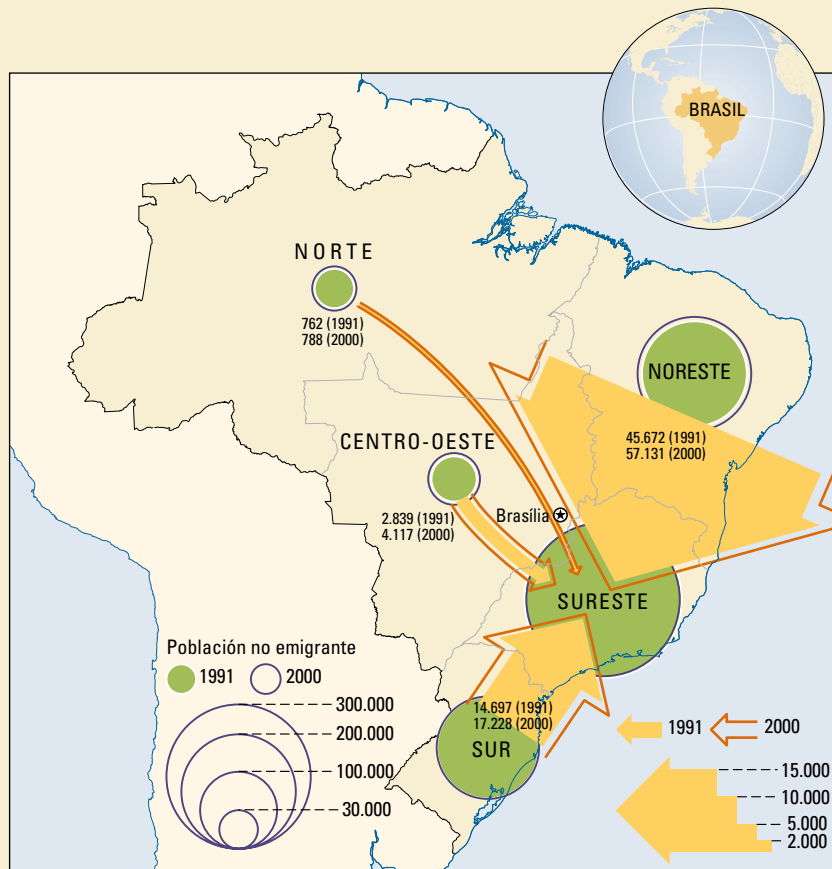 BRASIL
NORTE
762 (1991)
788 (2000)
NORESTE
45.672 (1991)
57.131 (2000)
CENTRO-OESTE
2.839 (1991)
4.117 (2000)
Brasília
SURESTE
14.697 (1991)
17.228 (2000)
SUR
Población no emigrante
1991
2000
300.000
200.000
100.000
30.000
1991
2000
15.000
10.000
5.000
2.000